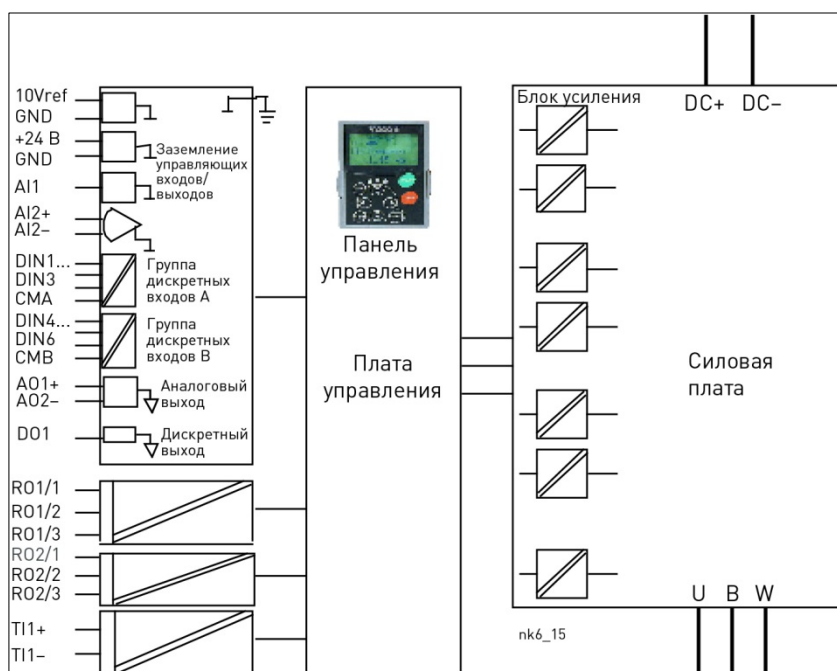 10Vref
GND
+24 В
GND
AI1
AI2+
AI2−
DIN1...
DIN3
CMA
DIN4...
DIN6
CMB
AO1+
AO2−
DO1
RO1/1
RO1/2
RO1/3
RO2/1
RO2/2
RO2/3
TI1+
TI1−
Заземление
управляющих
входов/
выходов
Группа
дискретных
входов A
Группа
дискретных
входов B
Аналоговый
выход
Дискретный
выход
Панель
управления
Плата
управления
Блок усиления
DC+ DC−
Силовая
плата
U B W
nk6_15